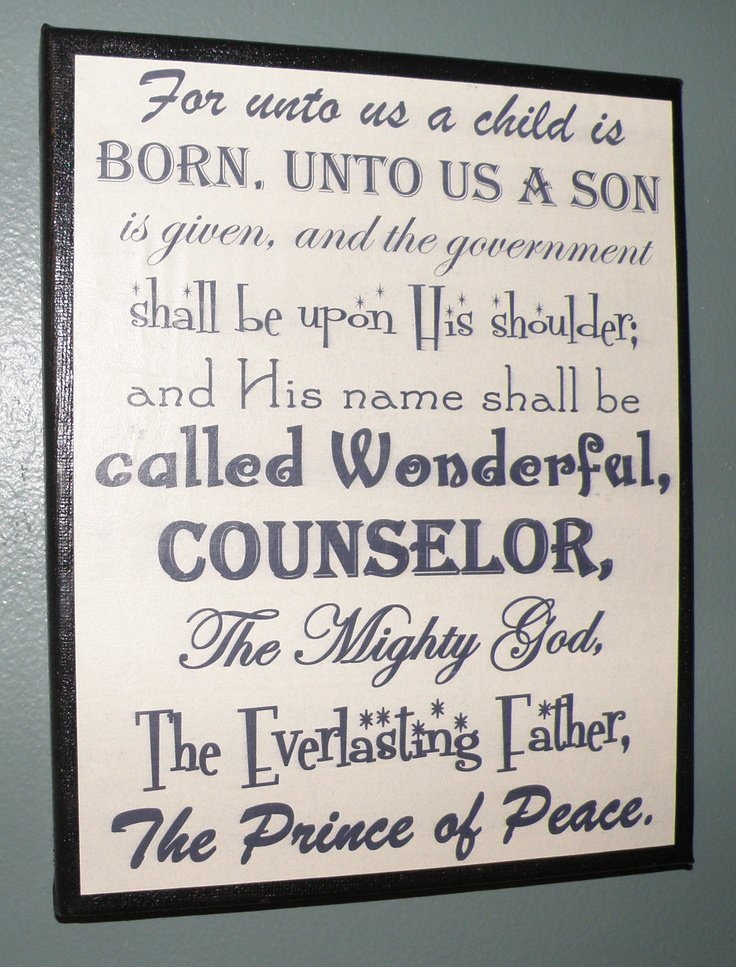 For unto us a child is
BORN, UNTO US A SON
is given, and the government
shall be upon His shoulder;
and His name shall be
called Wonderful,
COUNSELOR,
The Mighty God,
The Everlasting Father,
The Prince of Peace.